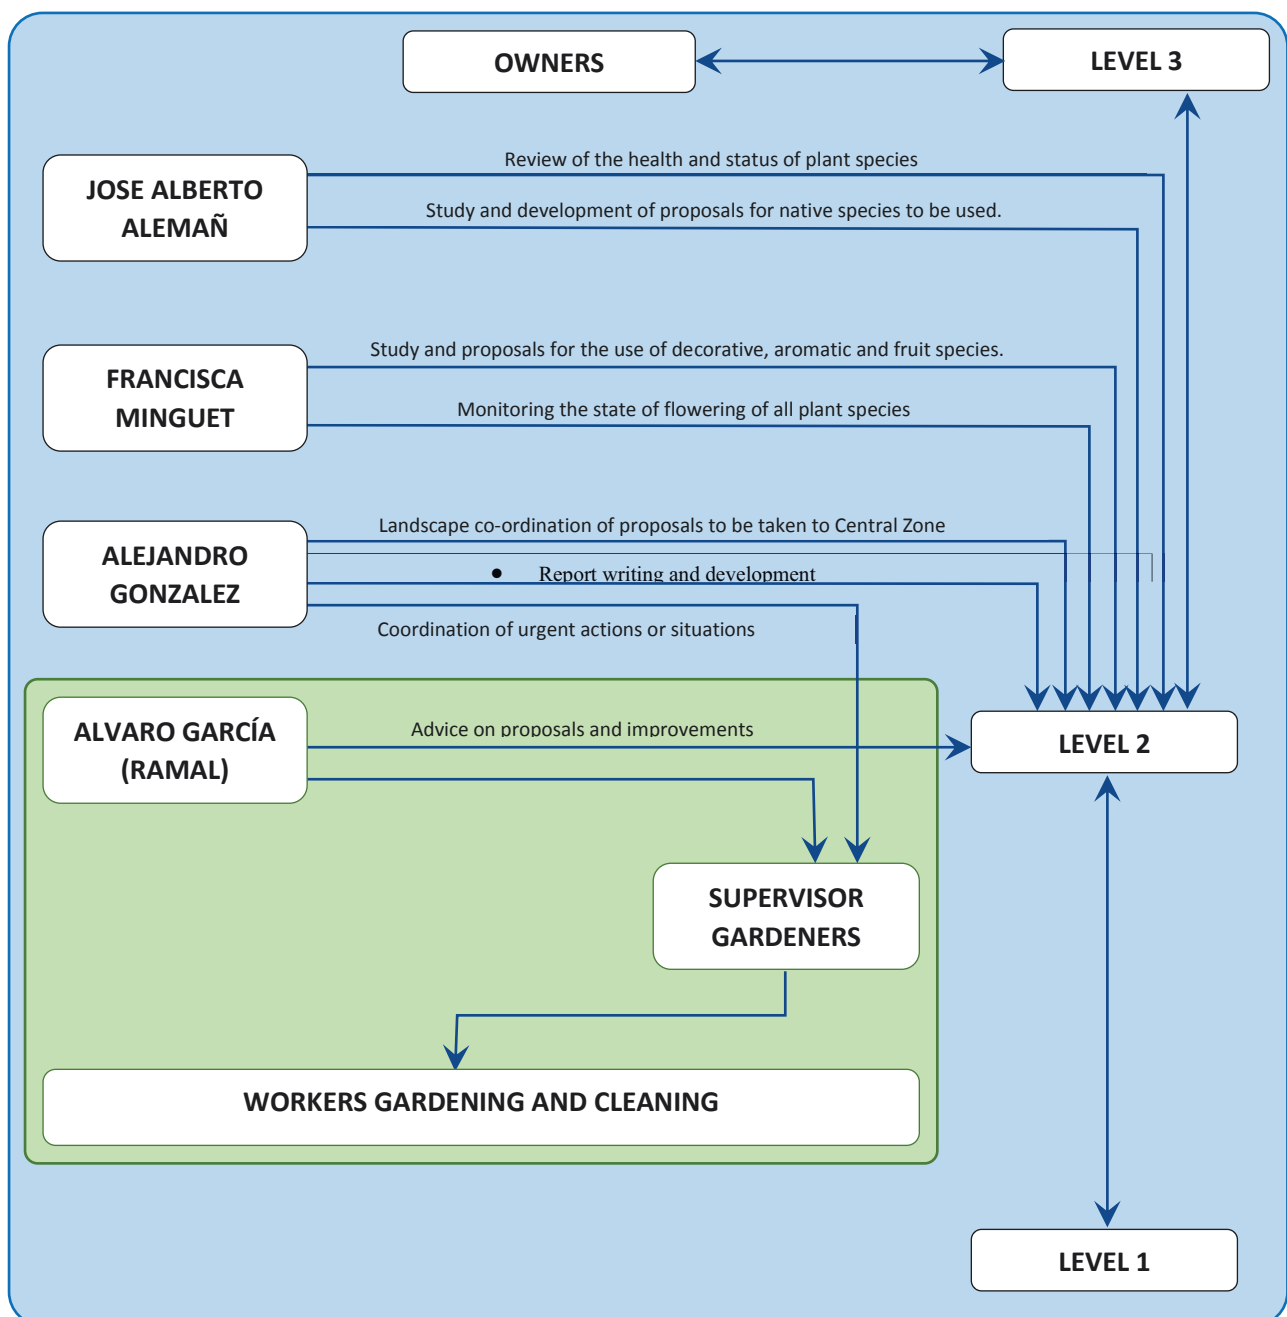 OWNERS
LEVEL 3
Review of the health and status of plant species
JOSE ALBERTO
ALEMAÑ
Study and development of proposals for native species to be used.
Study and proposals for the use of decorative, aromatic and fruit species.
FRANCISCA
MINGUET
Monitoring the state of flowering of all plant species
Landscape co-ordination of proposals to be taken to Central Zone
ALEJANDRO
GONZALEZ
• Report writing and development
Coordination of urgent actions or situations
ALVARO GARCÍA
(RAMAL)
Advice on proposals and improvements
LEVEL 2
SUPERVISOR
GARDENERS
WORKERS GARDENING AND CLEANING
LEVEL 1